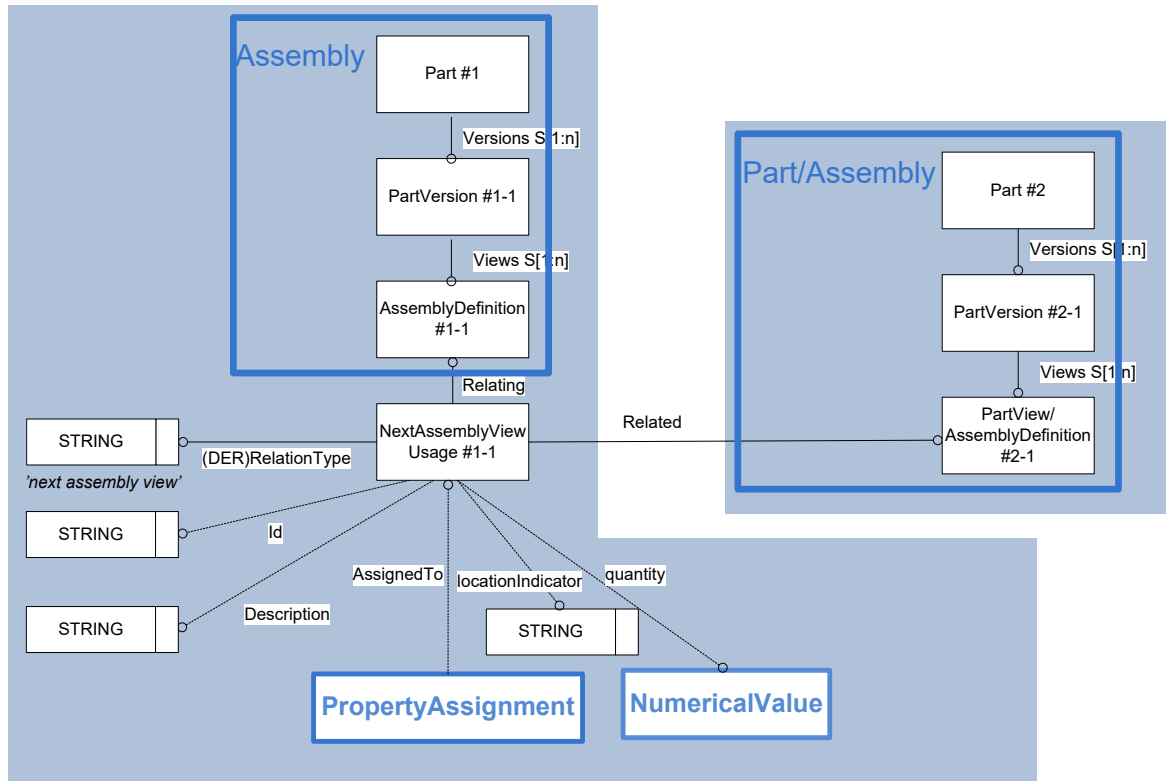 Assembly
Part #1
Versions S[1:n]
PartVersion #1-1
Views S[1:n]
AssemblyDefinition
#1-1
Relating
NextAssemblyView
Usage #1-1
Related
Part/Assembly
Part #2
Versions S[1:n]
PartVersion #2-1
Views S[1:n]
PartView/
AssemblyDefinition
#2-1
STRING
(DER)RelationType
'next assembly view'
STRING
Id
STRING
Description
AssignedTo
locationIndicator
quantity
STRING
PropertyAssignment
NumericalValue